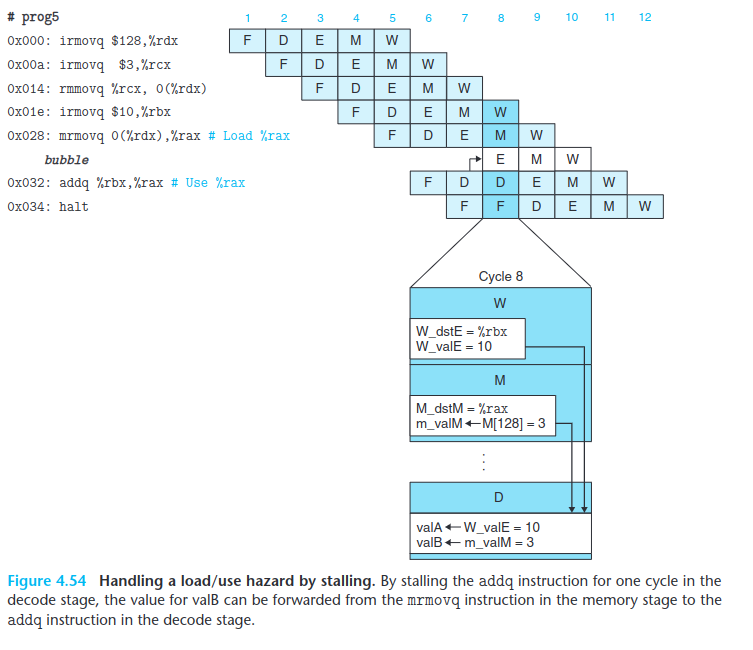 # prog5 1 2 3 4 5 6 7 8 9 10 11 12
0x000: irmovq $128,%rdx F D E M W
0x00a: irmovq $3,%rcx F D E M W
0x014: rmmovq %rcx, 0(%rdx) F D E M W
0x01e: irmovq $10,%rbx F D E M W
0x028: mrmovq 0(%rdx),%rax # Load %rax F D E M W
bubble E M W
0x032: addq %rbx,%rax # Use %rax F D D E M W
0x034: halt F F D E M W
Cycle 8
W
W_dstE = %rbx
W_valE = 10
M
M_dstM = %rax
m_valM ← M[128] = 3
⋮
D
valA ← W_valE = 10
valB ← m_valM = 3
Figure 4.54 Handling a load/use hazard by stalling. By stalling the addq instruction for one cycle in the
decode stage, the value for valB can be forwarded from the mrmovq instruction in the memory stage to the
addq instruction in the decode stage.